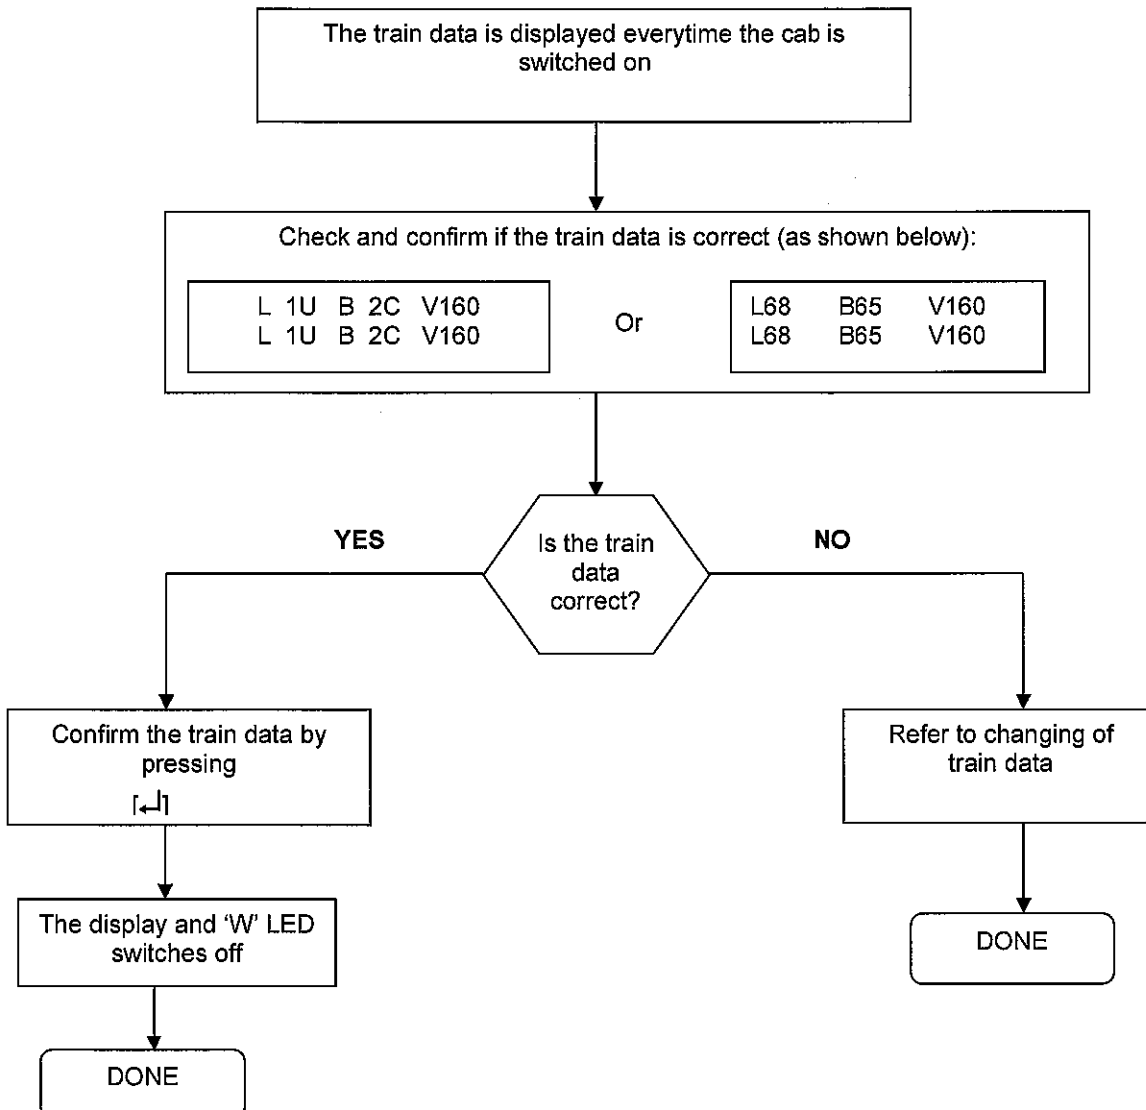 The train data is displayed everytime the cab is
switched on
Check and confirm if the train data is correct (as shown below):
L 1U B 2C V160
L 1U B 2C V160
Or
L68 B65 V160
L68 B65 V160
YES
Is the train
data
correct?
NO
Confirm the train data by
pressing
[↵]
Refer to changing of
train data
The display and ‘W’ LED
switches off
DONE
DONE